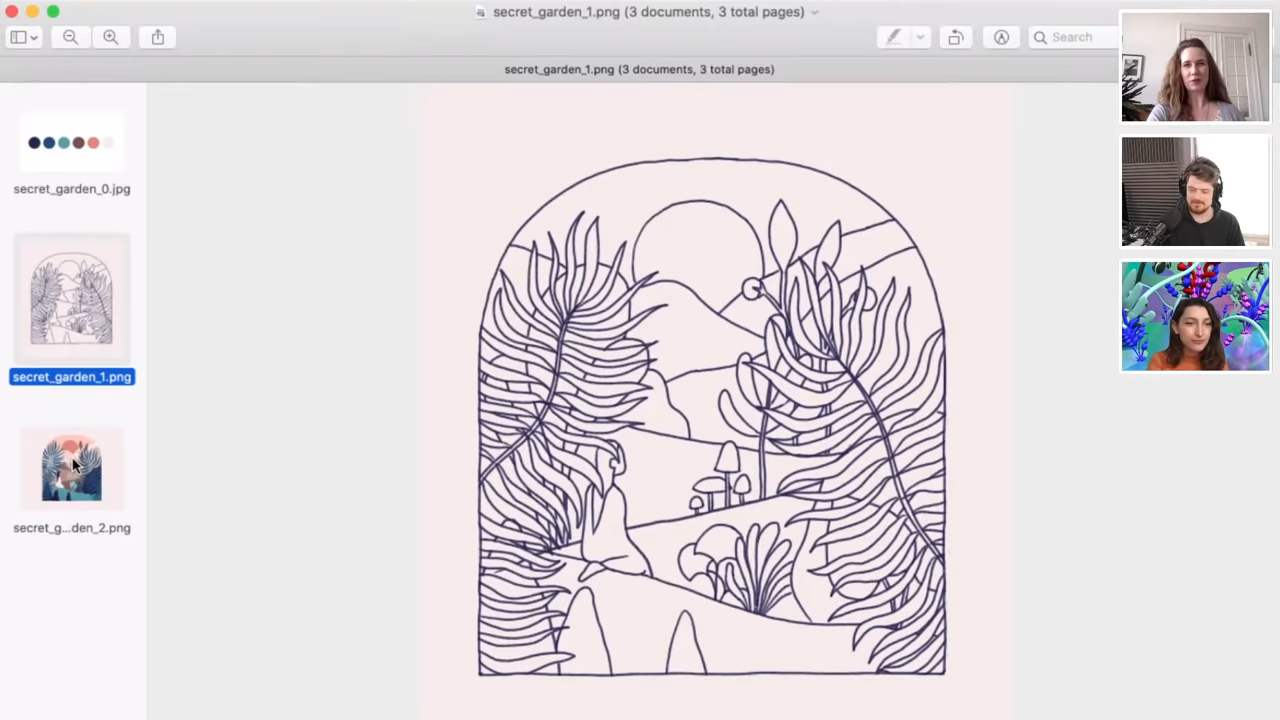 secret_garden_1.png (3 documents, 3 total pages)
Search
secret_garden_1.png (3 documents, 3 total pages)
secret_garden_0.jpg
secret_garden_1.png
secret_g...den_2.png